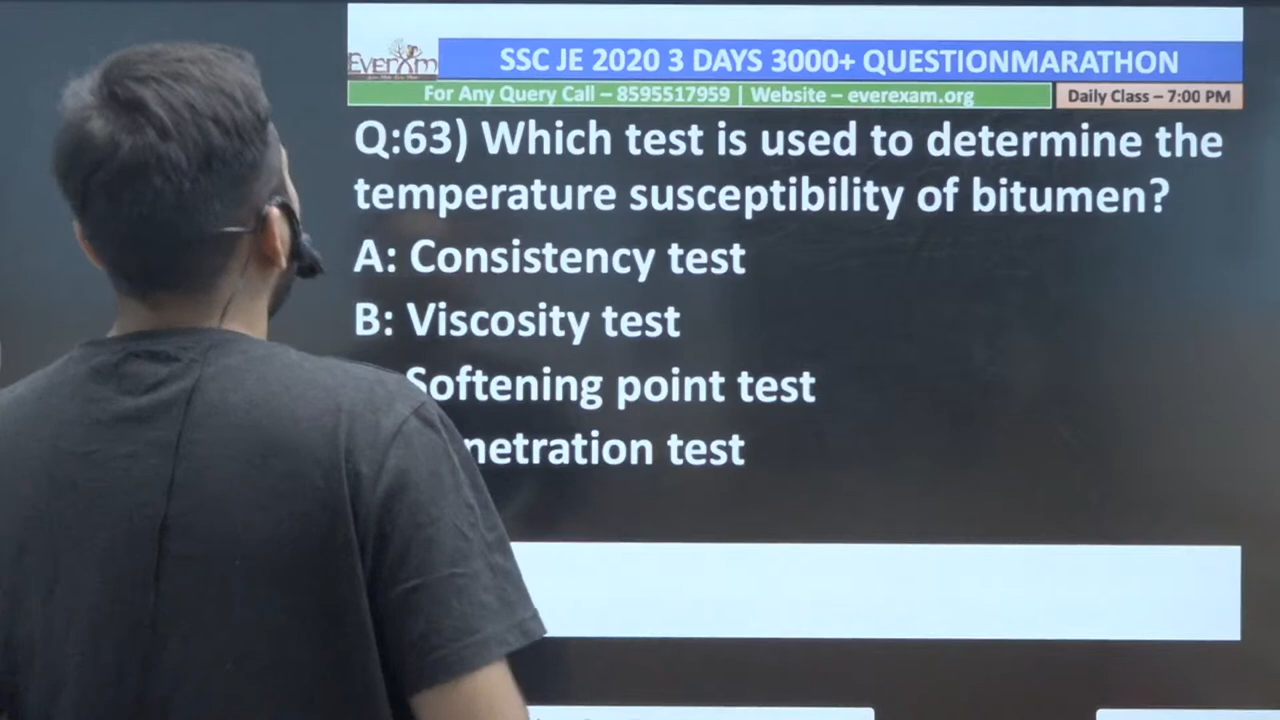 EverExam
SSC JE 2020 3 DAYS 3000+ QUESTIONMARATHON
For Any Query Call – 8595517959 | Website – everexam.org
Daily Class – 7:00 PM
Q:63) Which test is used to determine the
temperature susceptibility of bitumen?
A: Consistency test
B: Viscosity test
Softening point test
netration test